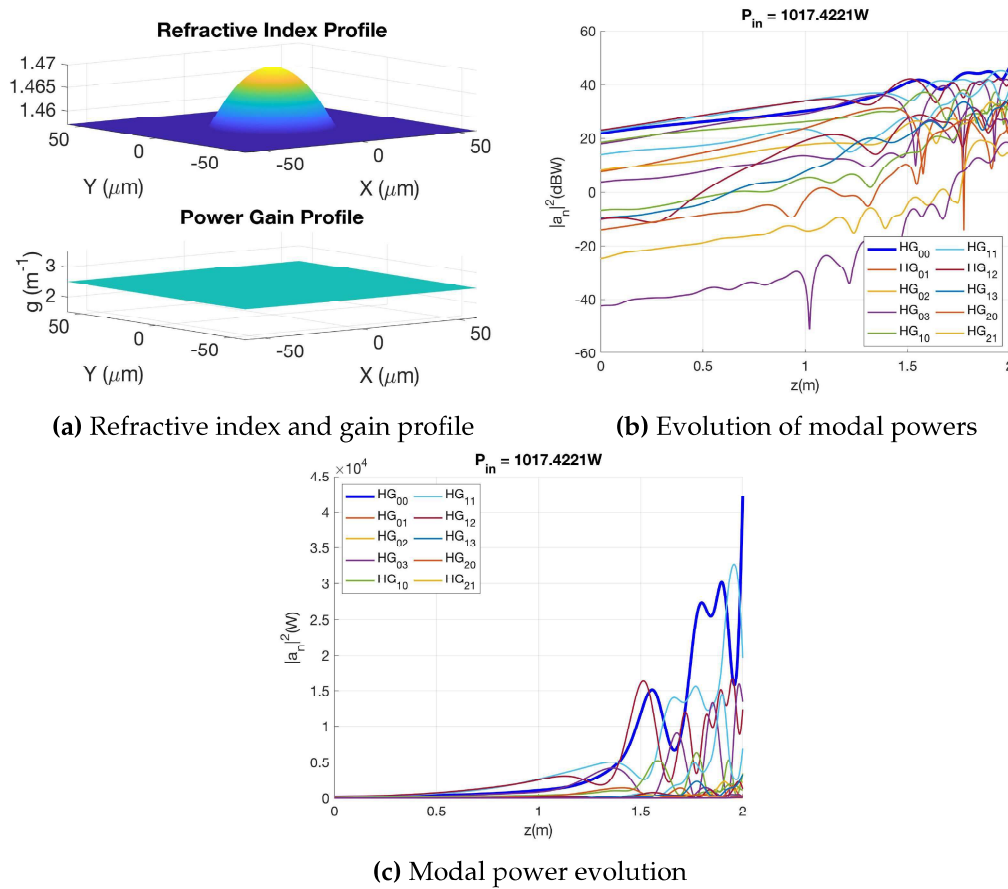 Refractive Index Profile
1.47
1.465
1.46
50
0
-50
Y (μm)
-50
0
50
X (μm)
Power Gain Profile
3
2
g (m⁻¹)
50
0
-50
Y (μm)
-50
0
50
X (μm)
(a) Refractive index and gain profile
P_in = 1017.4221W
60
40
20
0
-20
-40
-60
|a_n|² (dBW)
0
0.5
1
1.5
2
z(m)
HG₀₀ HG₁₁
HG₀₁ HG₁₂
HG₀₂ HG₁₃
HG₀₃ HG₂₀
HG₁₀ HG₂₁
(b) Evolution of modal powers
P_in = 1017.4221W
×10⁴
4.5
4
3.5
3
2.5
2
1.5
1
0.5
0
|a_n|² (W)
0
0.5
1
1.5
2
z(m)
HG₀₀ HG₁₁
HG₀₁ HG₁₂
HG₀₂ HG₁₃
HG₀₃ HG₂₀
HG₁₀ HG₂₁
(c) Modal power evolution